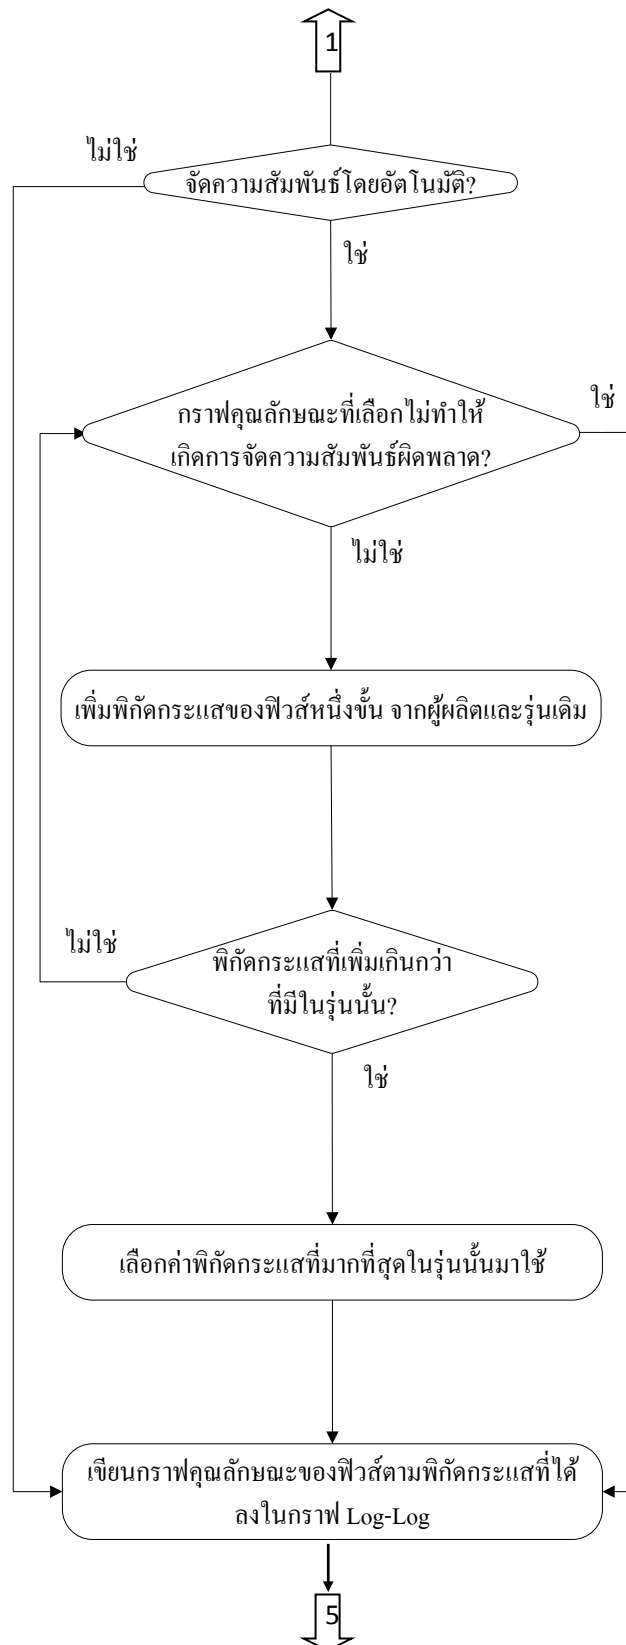 1
ไม่ใช่
จัดความสัมพันธ์โดยอัตโนมัติ?
ใช่
กราฟคุณลักษณะที่เลือกไม่ทำให้
เกิดการจัดความสัมพันธ์ผิดพลาด?
ใช่
ไม่ใช่
เพิ่มพิกัดกระแสของฟิวส์หนึ่งขั้น จากผู้ผลิตและรุ่นเดิม
ไม่ใช่
พิกัดกระแสที่เพิ่มเกินกว่า
ที่มีในรุ่นนั้น?
ใช่
เลือกค่าพิกัดกระแสที่มากที่สุดในรุ่นนั้นมาใช้
เขียนกราฟคุณลักษณะของฟิวส์ตามพิกัดกระแสที่ได้
ลงในกราฟ Log-Log
5